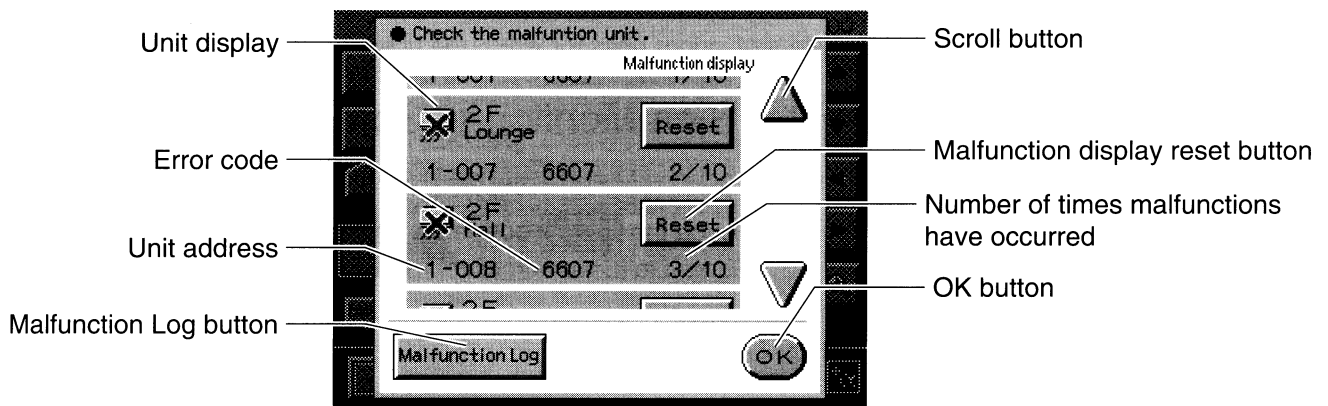 Unit display
Error code
Unit address
Malfunction Log button
Check the malfuntion unit.
Malfunction display
2F
Lounge
Reset
1-007 6607 2/10
2F
Hall
Reset
1-008 6607 3/10
2F
Malfunction Log
OK
Scroll button
Malfunction display reset button
Number of times malfunctions
have occurred
OK button